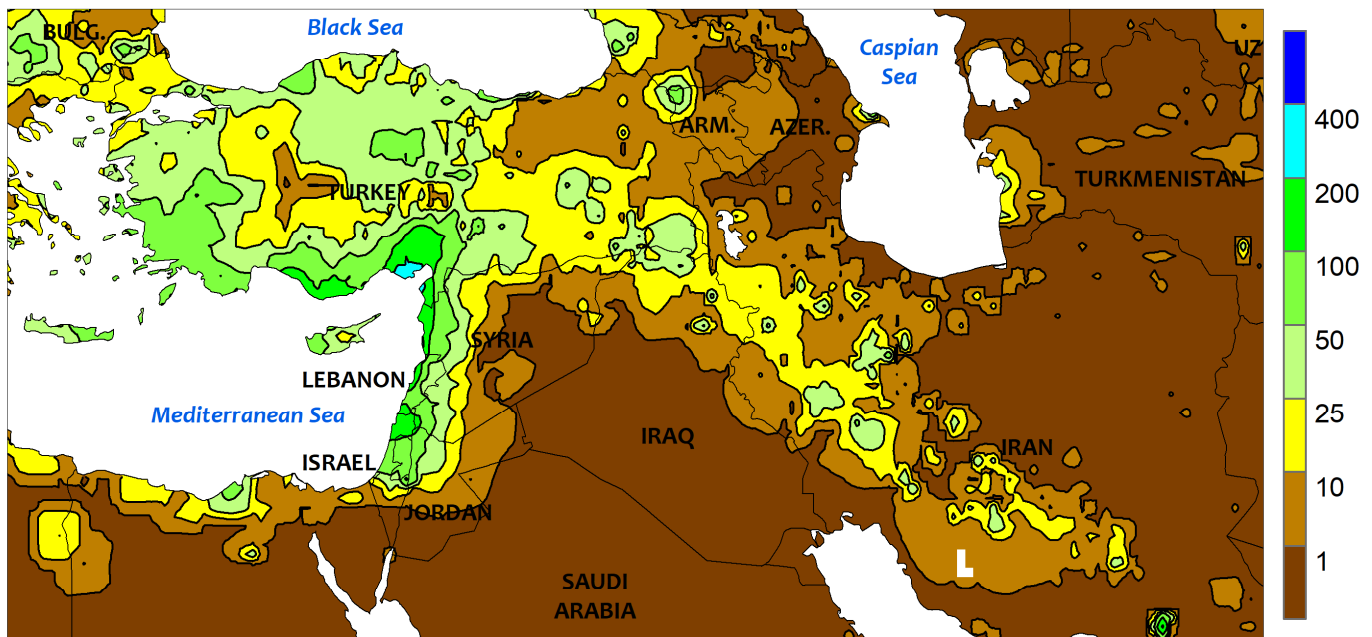 BULG.
Black Sea
Caspian
Sea
UZ
400
ARM.
AZER.
TURKEY
TURKMENISTAN
200
100
SYRIA
50
LEBANON
Mediterranean Sea
25
IRAQ
IRAN
ISRAEL
10
JORDAN
L
1
SAUDI
ARABIA